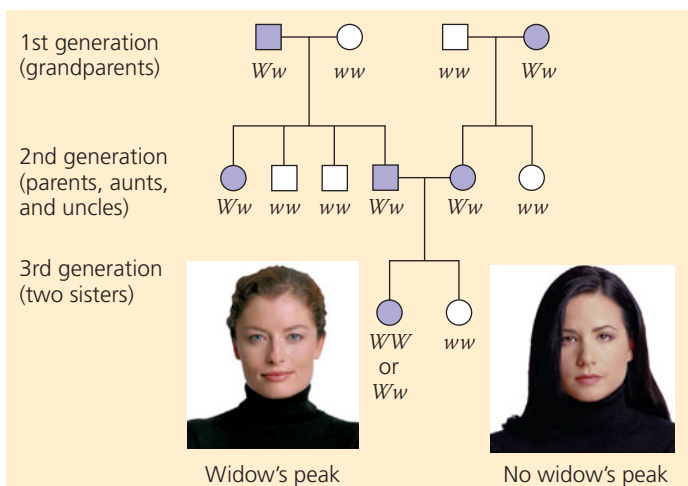 1st generation
(grandparents)
Ww ww ww Ww
2nd generation
(parents, aunts,
and uncles)
Ww ww ww Ww Ww ww
3rd generation
(two sisters)
WW
or
Ww
ww
Widow's peak
No widow's peak